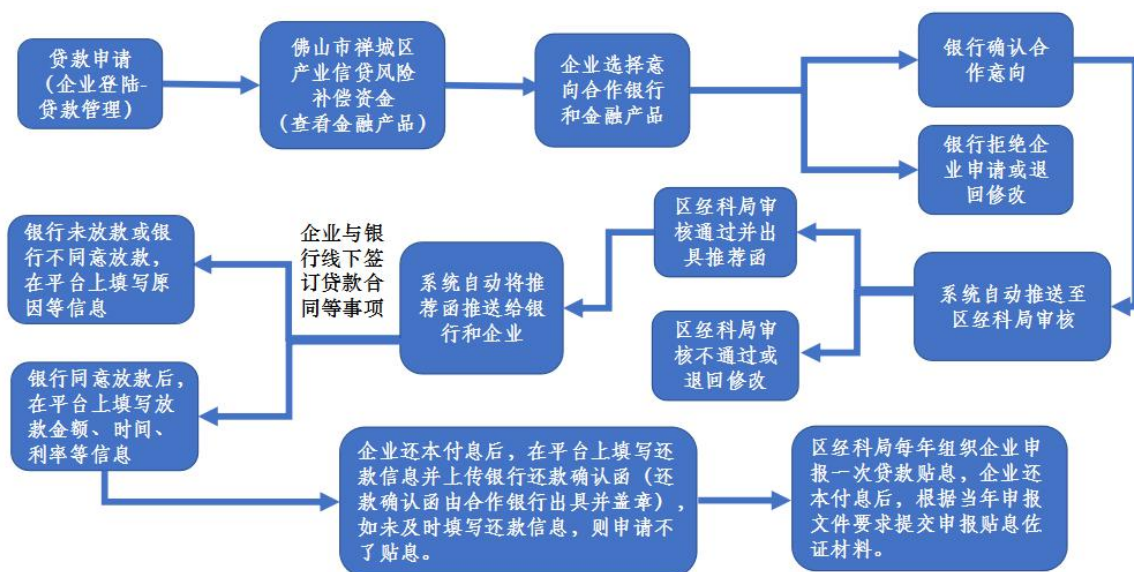 贷款申请
（企业登陆-
贷款管理）
佛山市禅城区
产业信贷风险
补偿资金
（查看金融产品）
企业选择意
向合作银行
和金融产品
银行确认合
作意向
银行拒绝企
业申请或退
回修改
系统自动推送至
区经科局审核
区经科局审
核通过并出
具推荐函
区经科局审
核不通过或
退回修改
系统自动将推
荐函推送给银
行和企业
企业与银
行线下签
订贷款合
同等事项
银行未放款或银
行不同意放款，
在平台上填写原
因等信息
银行同意放款后，
在平台上填写放
款金额、时间、
利率等信息
企业还本付息后，在平台上填写还
款信息并上传银行还款确认函（还
款确认函由合作银行出具并盖章），
如未及时填写还款信息，则申请不
了贴息。
区经科局每年组织企业申
报一次贷款贴息，企业还
本付息后，根据当年申报
文件要求提交申报贴息佐
证材料。